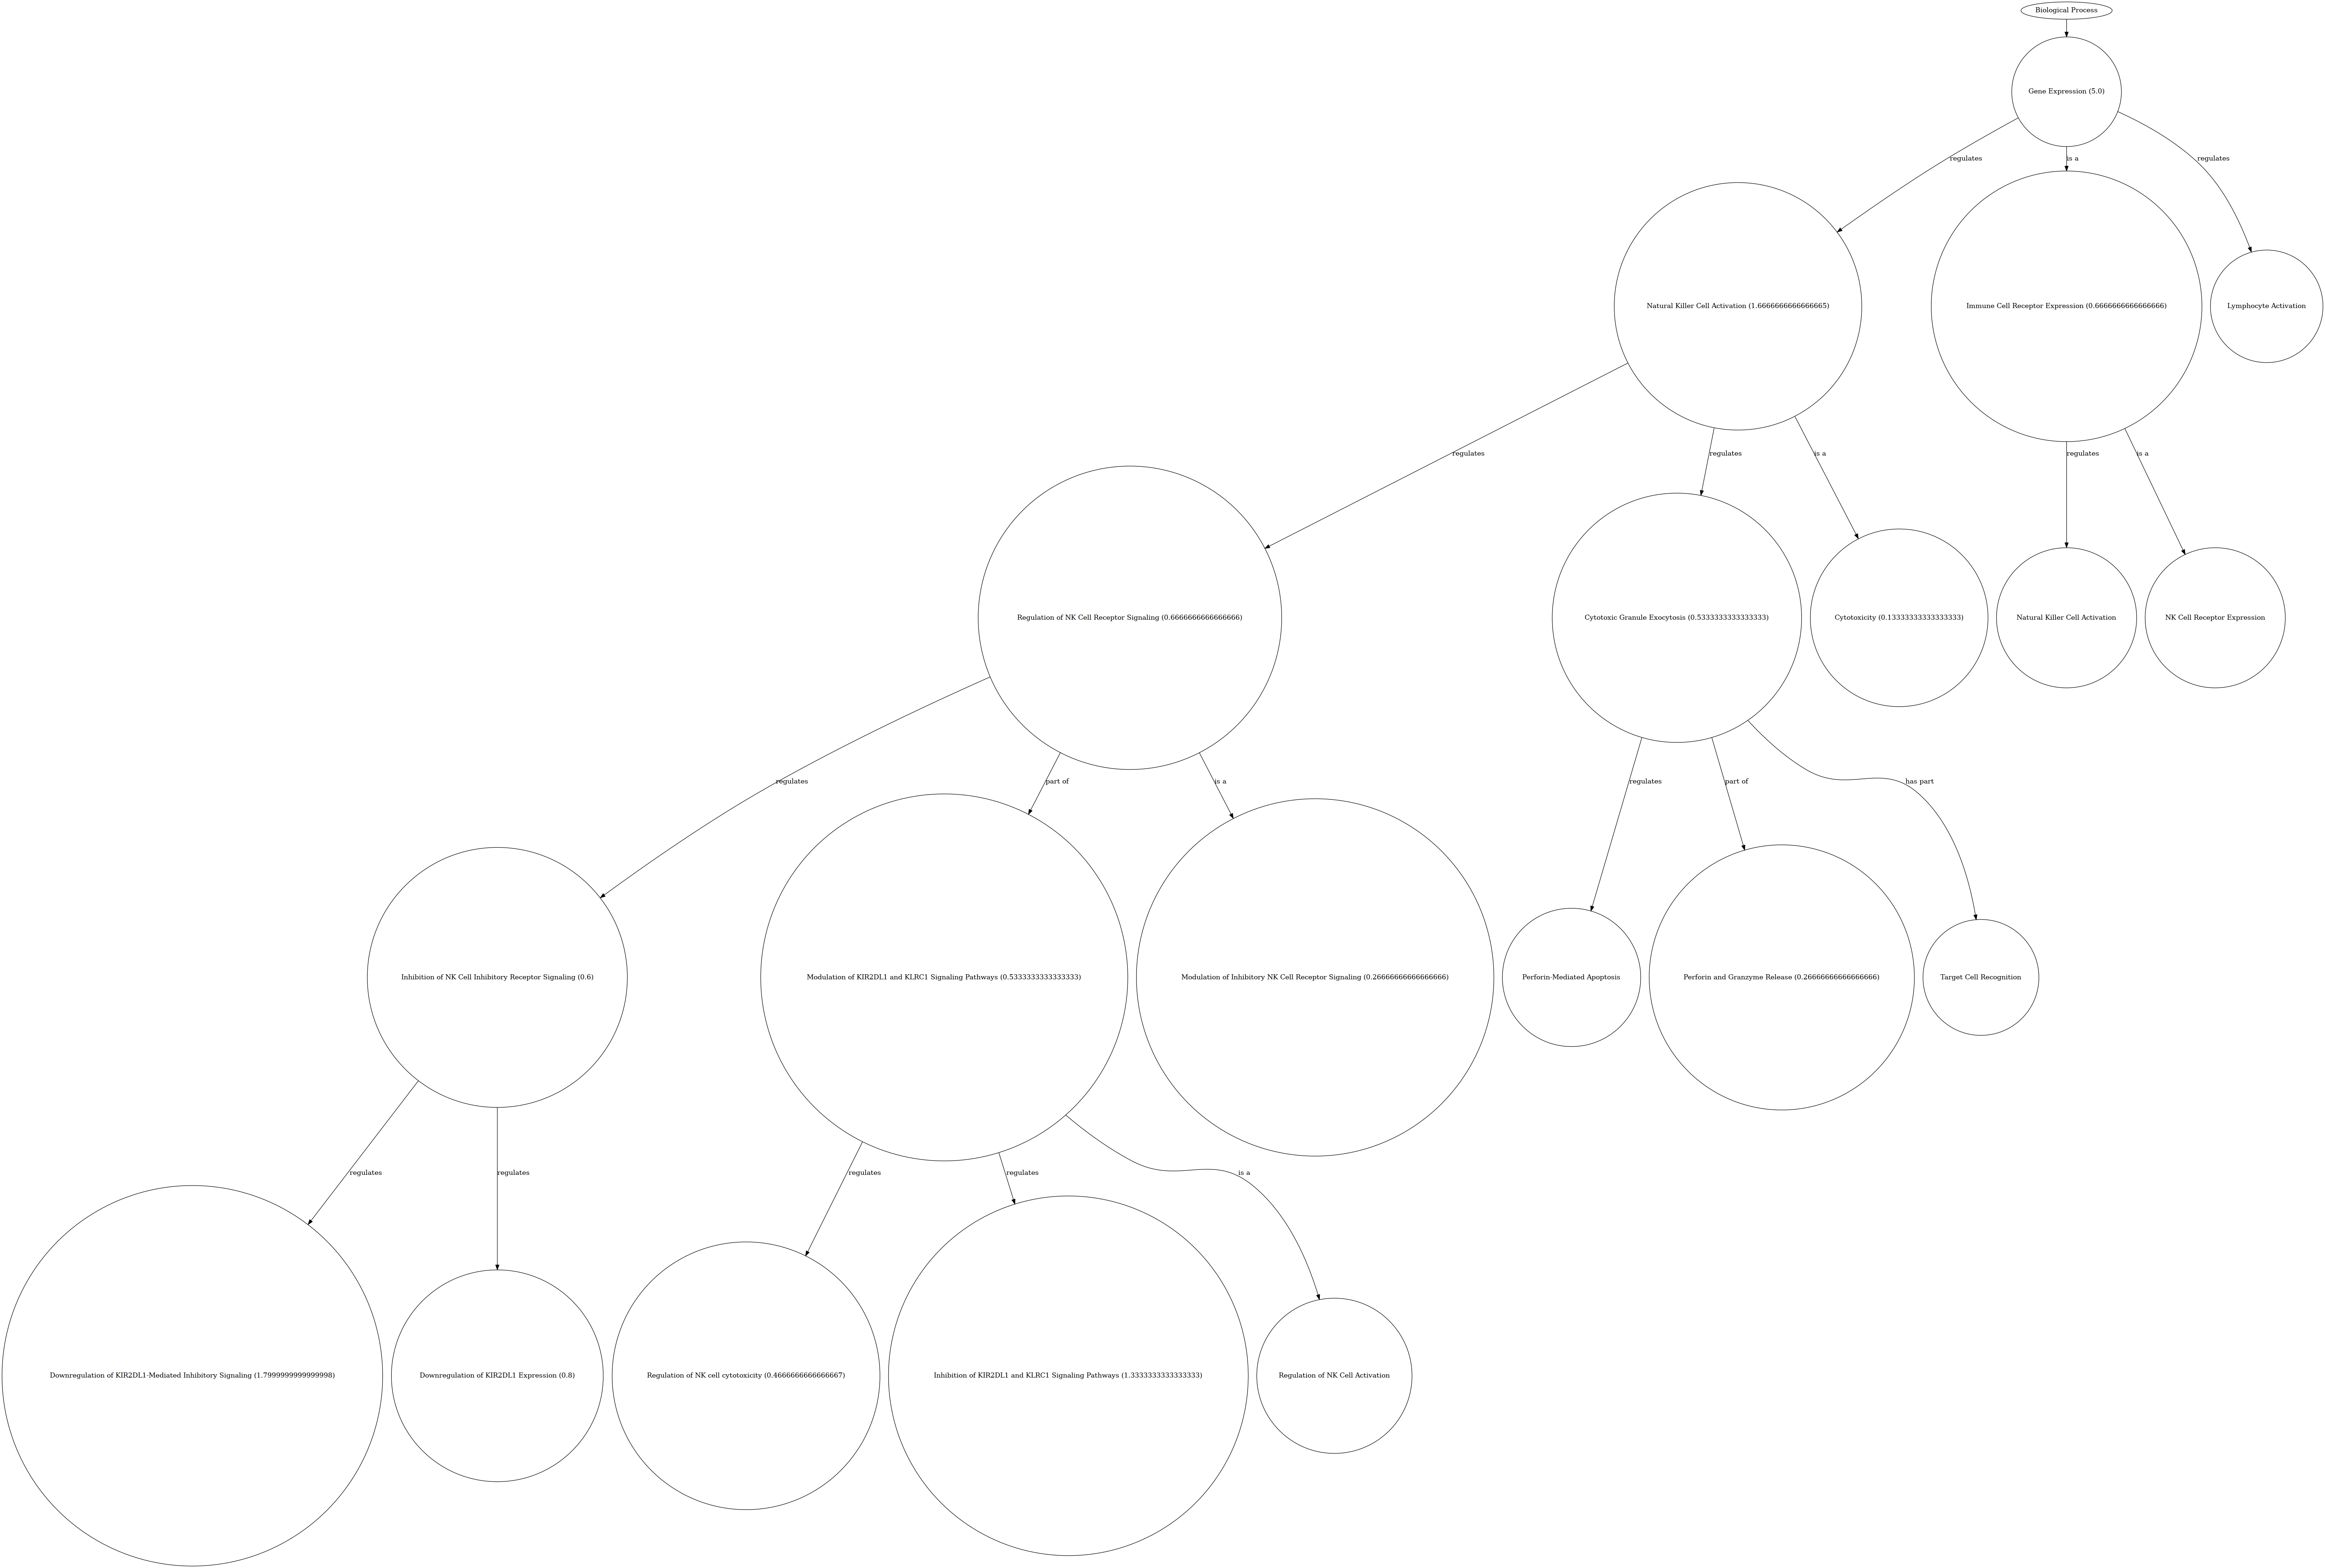 Biological Process
Gene Expression (5.0)
regulates
is a
regulates
Natural Killer Cell Activation (1.6666666666666665)
Immune Cell Receptor Expression (0.6666666666666666)
Lymphocyte Activation
regulates
regulates
is a
regulates
is a
Regulation of NK Cell Receptor Signaling (0.6666666666666666)
Cytotoxic Granule Exocytosis (0.5333333333333333)
Cytotoxicity (0.13333333333333333)
Natural Killer Cell Activation
NK Cell Receptor Expression
regulates
part of
is a
regulates
part of
has part
Inhibition of NK Cell Inhibitory Receptor Signaling (0.6)
Modulation of KIR2DL1 and KLRC1 Signaling Pathways (0.5333333333333333)
Modulation of Inhibitory NK Cell Receptor Signaling (0.26666666666666666)
Perforin-Mediated Apoptosis
Perforin and Granzyme Release (0.26666666666666666)
Target Cell Recognition
regulates
regulates
regulates
regulates
is a
Downregulation of KIR2DL1-Mediated Inhibitory Signaling (1.7999999999999998)
Downregulation of KIR2DL1 Expression (0.8)
Regulation of NK cell cytotoxicity (0.4666666666666667)
Inhibition of KIR2DL1 and KLRC1 Signaling Pathways (1.3333333333333333)
Regulation of NK Cell Activation